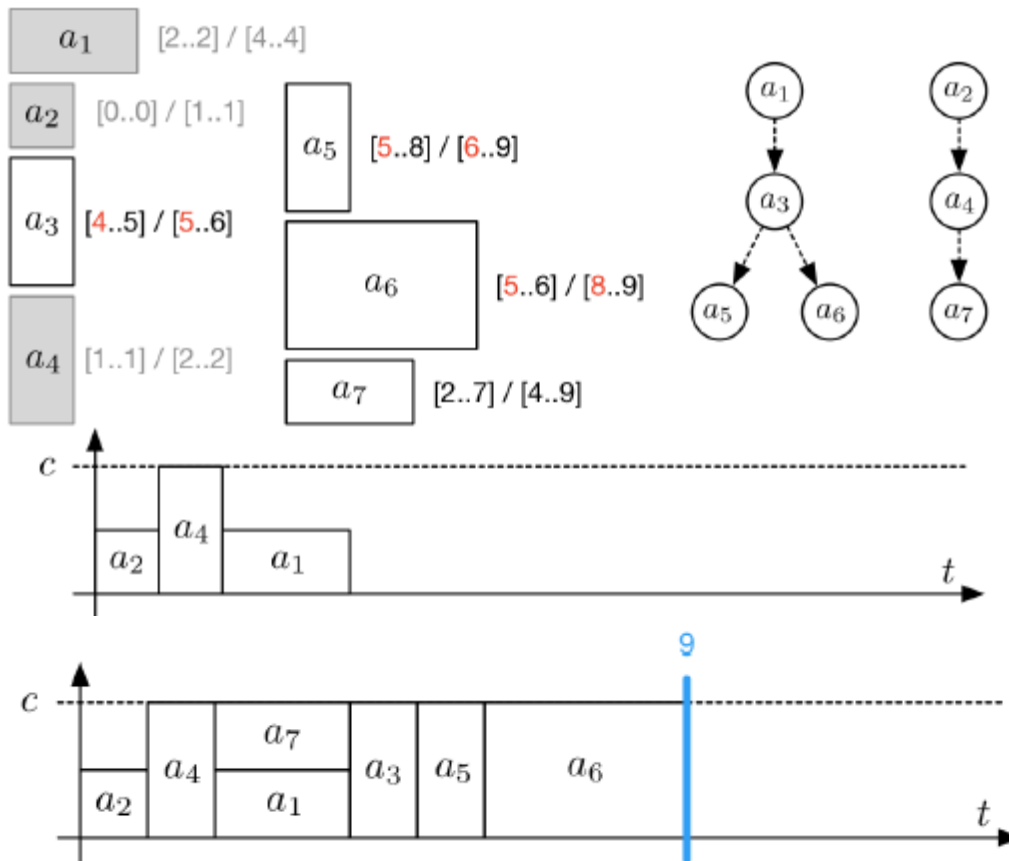 a₁ [2..2] / [4..4]
a₂ [0..0] / [1..1]
a₃ [4..5] / [5..6]
a₄ [1..1] / [2..2]
a₅ [5..8] / [6..9]
a₆ [5..6] / [8..9]
a₇ [2..7] / [4..9]
a₁ a₂
a₃ a₄
a₅ a₆ a₇
c
a₂ a₄ a₁
t
9
c
a₇
a₄ a₃ a₅ a₆
a₂ a₁
t